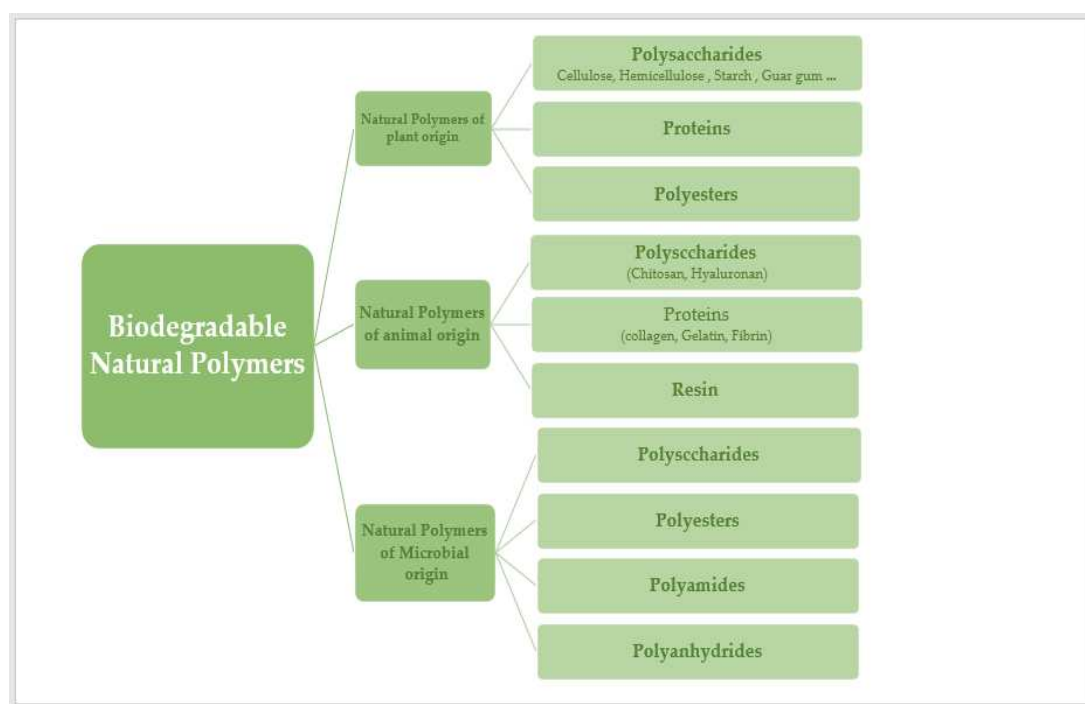 Biodegradable
Natural Polymers
Natural Polymers of
plant origin
Polysaccharides
Cellulose, Hemicellulose , Starch , Guar gum ...
Proteins
Polyesters
Natural Polymers
of animal origin
Polysccharides
(Chitosan, Hyaluronan)
Proteins
(collagen, Gelatin, Fibrin)
Resin
Natural Polymers
of Microbial
origin
Polysccharides
Polyesters
Polyamides
Polyanhydrides